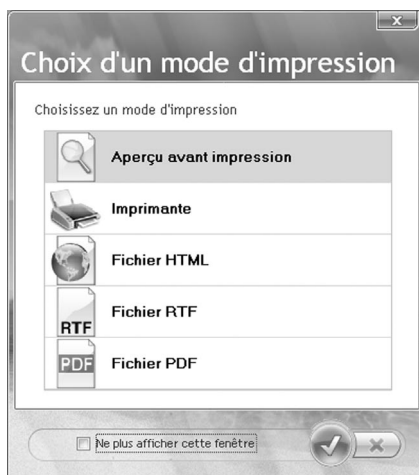 Choix d'un mode d'impression
Choisissez un mode d'impression
Aperçu avant impression
Imprimante
Fichier HTML
RTF
Fichier RTF
PDF
Fichier PDF
Ne plus afficher cette fenêtre